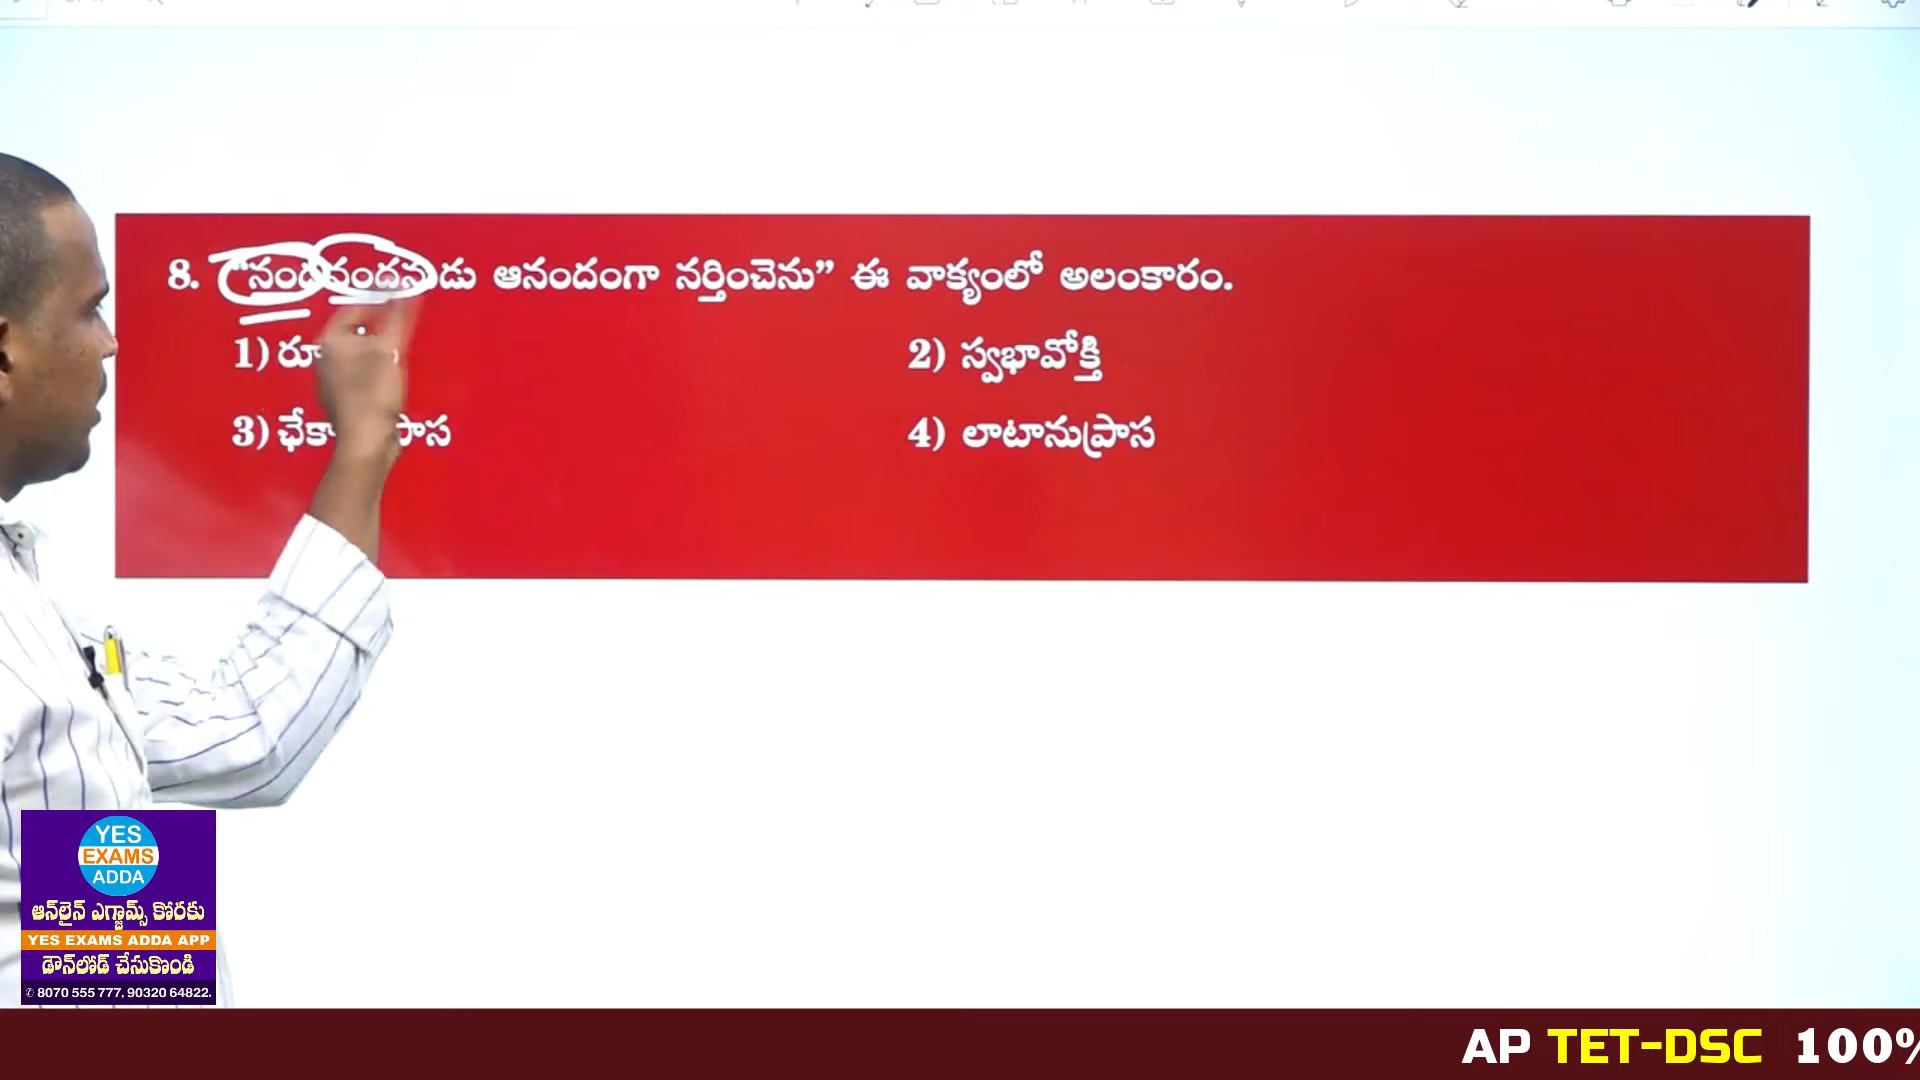 8. “నందనందనుడు ఆనందంగా నర్తించెను” ఈ వాక్యంలో అలంకారం.
1)
2) స్వభావోక్తి
3)
4) లాటానుప్రాస
YES
EXAMS
ADDA
ఆన్‌లైన్ ఎగ్జామ్స్ కొరకు
YES EXAMS ADDA APP
డౌన్‌లోడ్ చేసుకొండి
✆ 8070 555 777, 90320 64822.
AP TET-DSC 100%